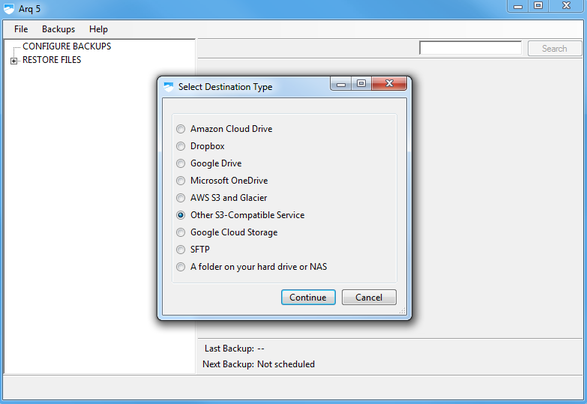 Arq 5
File Backups Help
CONFIGURE BACKUPS
RESTORE FILES
Search
Select Destination Type
Amazon Cloud Drive
Dropbox
Google Drive
Microsoft OneDrive
AWS S3 and Glacier
Other S3-Compatible Service
Google Cloud Storage
SFTP
A folder on your hard drive or NAS
Continue Cancel
Last Backup: --
Next Backup: Not scheduled